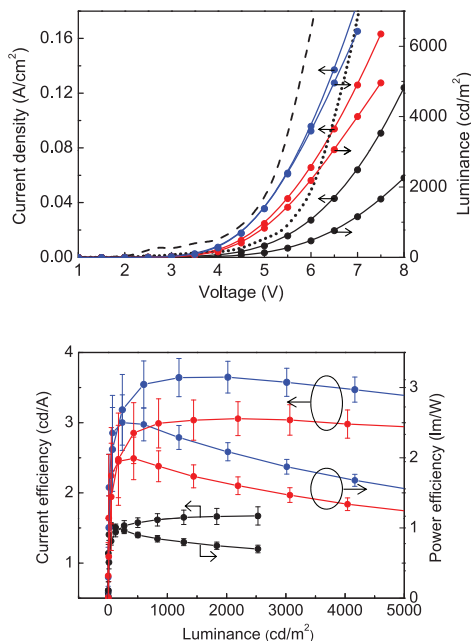 0.16
0.12
0.08
0.04
0.00
Current density (A/cm²)
6000
4000
2000
0
Luminance (cd/m²)
1 2 3 4 5 6 7 8
Voltage (V)
4
3
2
1
Current efficiency (cd/A)
3
2
1
0
Power efficiency (lm/W)
0 1000 2000 3000 4000 5000
Luminance (cd/m²)